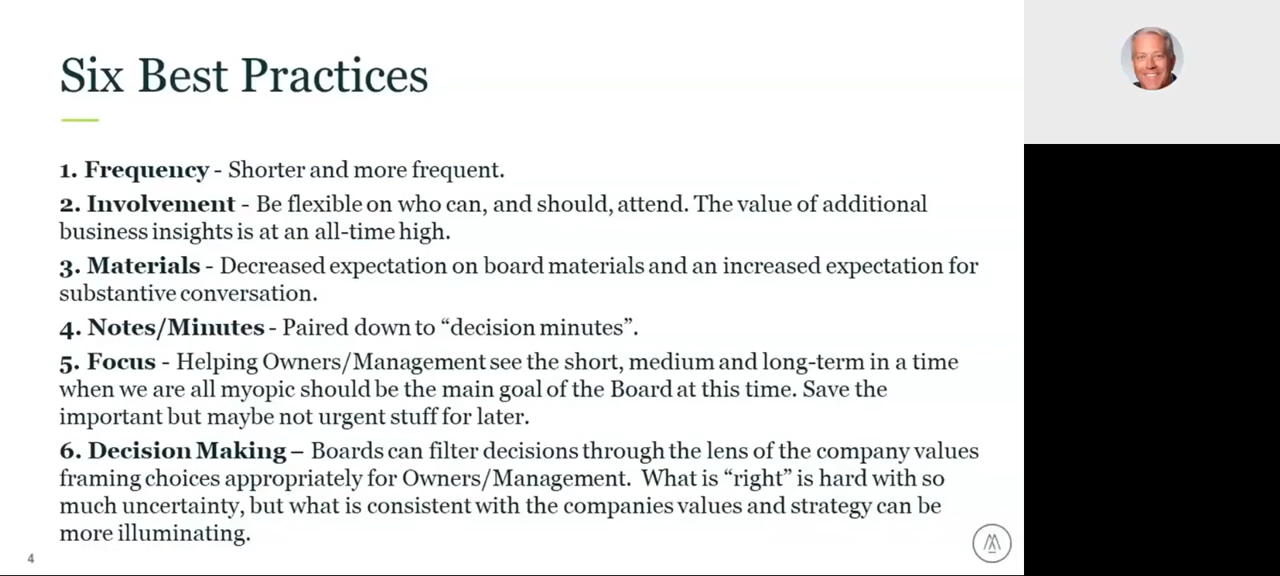 Six Best Practices
1. Frequency - Shorter and more frequent.
2. Involvement - Be flexible on who can, and should, attend. The value of additional
business insights is at an all-time high.
3. Materials - Decreased expectation on board materials and an increased expectation for
substantive conversation.
4. Notes/Minutes - Paired down to “decision minutes”.
5. Focus - Helping Owners/Management see the short, medium and long-term in a time
when we are all myopic should be the main goal of the Board at this time. Save the
important but maybe not urgent stuff for later.
6. Decision Making – Boards can filter decisions through the lens of the company values
framing choices appropriately for Owners/Management. What is “right” is hard with so
much uncertainty, but what is consistent with the companies values and strategy can be
more illuminating.
4